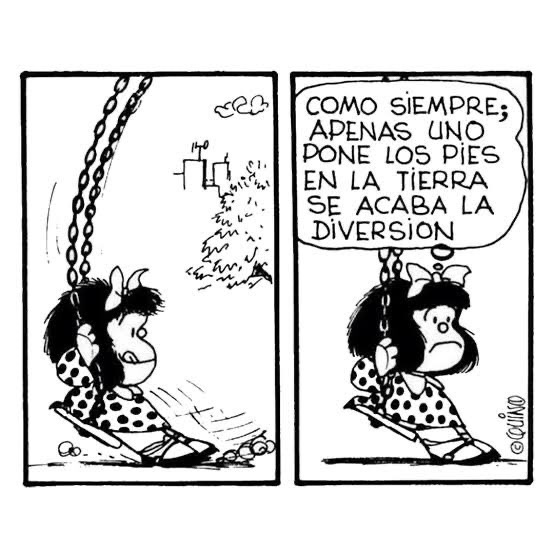 COMO SIEMPRE;
APENAS UNO
PONE LOS PIES
EN LA TIERRA
SE ACABA LA
DIVERSION
©QUINO